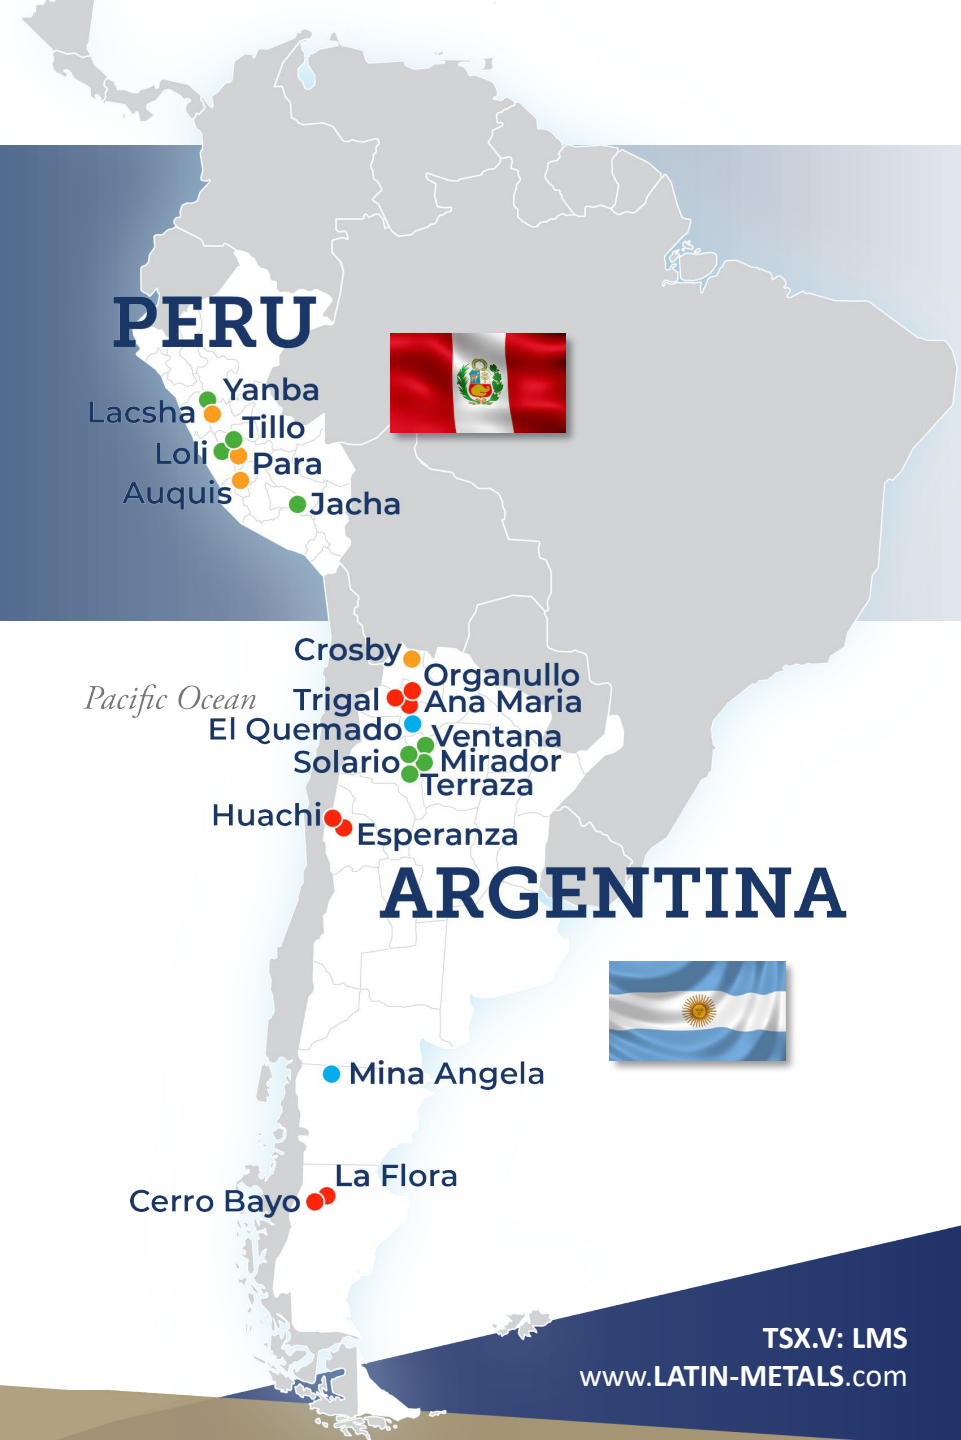 PERU
Yanba
Lacsha
Tillo
Loli
Para
Auquis
Jacha
Crosby
Organullo
Trigal
Ana Maria
Pacific Ocean
El Quemado
Ventana
Solario
Mirador
Terraza
Huachi
Esperanza
ARGENTINA
Mina Angela
La Flora
Cerro Bayo
TSX.V: LMS
www.LATIN-METALS.com